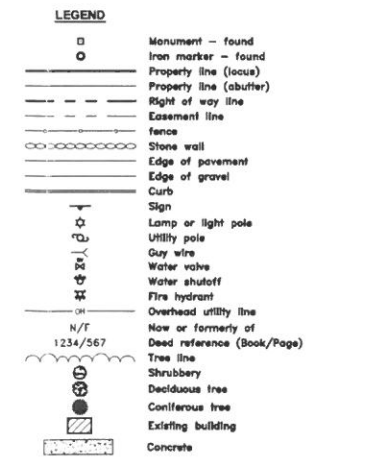 LEGEND
Monument – found
Iron marker – found
Property line (locus)
Property line (abutter)
Right of way line
Easement line
fence
Stone wall
Edge of pavement
Edge of gravel
Curb
Sign
Lamp or light pole
Utility pole
Guy wire
Water valve
Water shutoff
Fire hydrant
OH Overhead utility line
N/F Now or formerly of
1234/567 Deed reference (Book/Page)
Tree line
Shrubbery
Deciduous tree
Coniferous tree
Existing building
Concrete